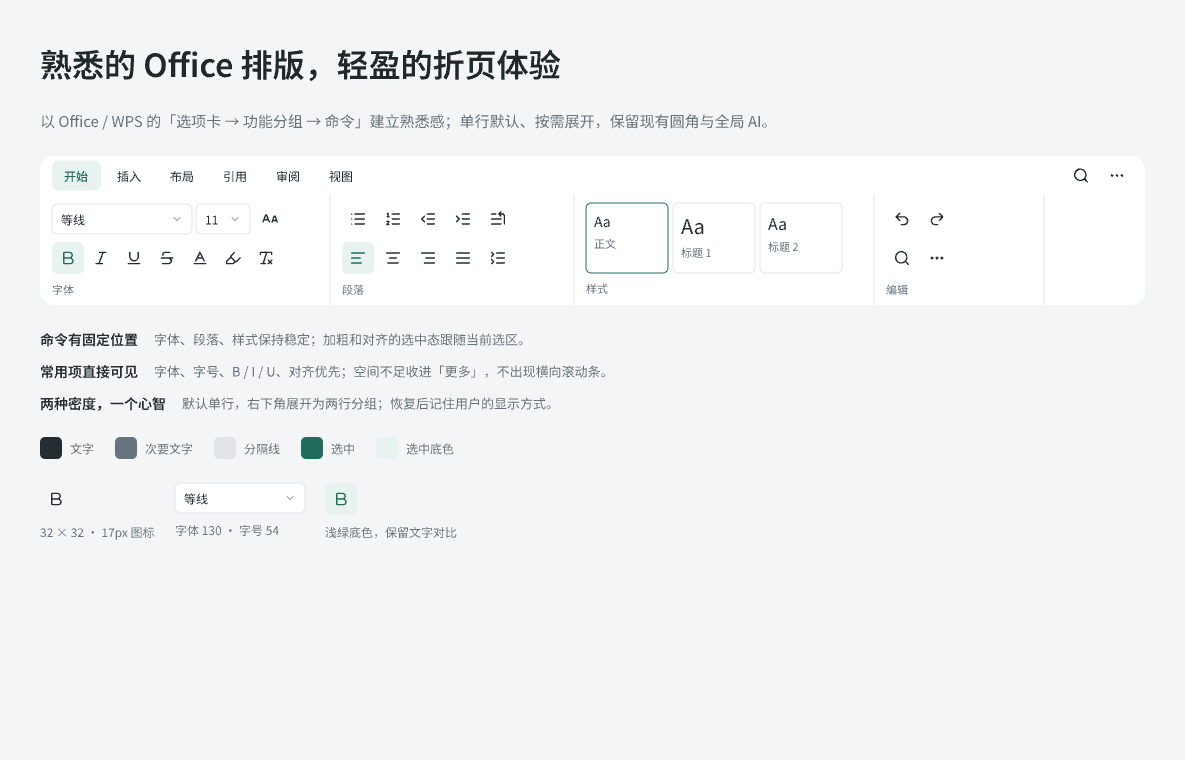 熟悉的 Office 排版，轻盈的折页体验
以 Office / WPS 的「选项卡 → 功能分组 → 命令」建立熟悉感；单行默认、按需展开，保留现有圆角与全局 AI。
开始 插入 布局 引用 审阅 视图
等线 11 AA
B I U S A Tx
字体
段落
Aa 正文
Aa 标题 1
Aa 标题 2
样式
编辑
命令有固定位置 字体、段落、样式保持稳定；加粗和对齐的选中态跟随当前选区。
常用项直接可见 字体、字号、B / I / U、对齐优先；空间不足收进「更多」，不出现横向滚动条。
两种密度，一个心智 默认单行，右下角展开为两行分组；恢复后记住用户的显示方式。
文字 次要文字 分隔线 选中 选中底色
B 等线 B
32 × 32 · 17px 图标 字体 130 · 字号 54 浅绿底色，保留文字对比